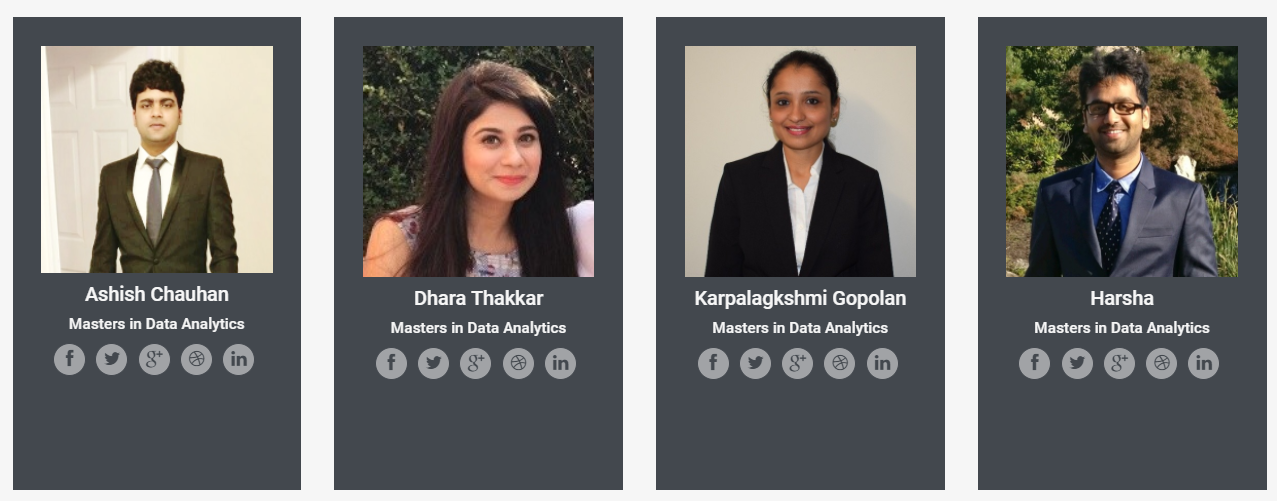 Ashish Chauhan
Masters in Data Analytics
Dhara Thakkar
Masters in Data Analytics
Karpalagkshmi Gopolan
Masters in Data Analytics
Harsha
Masters in Data Analytics